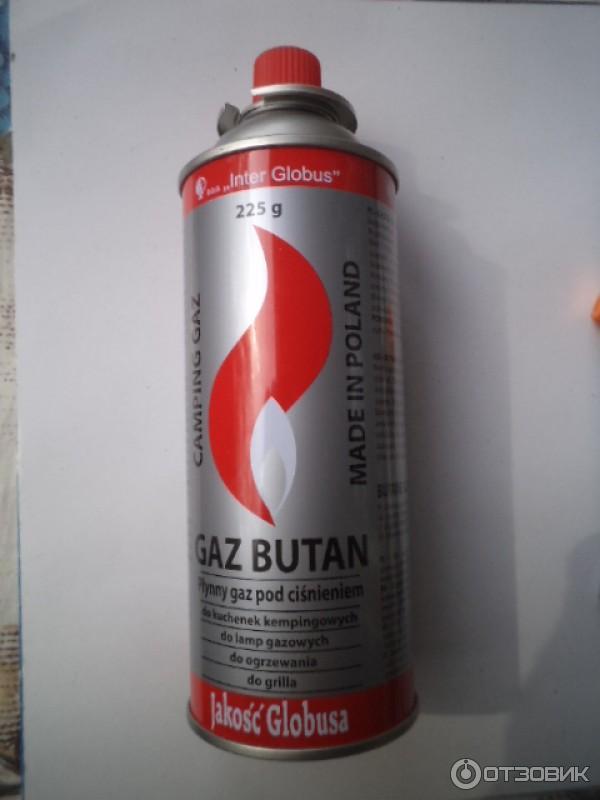 „Inter Globus”
225 g
CAMPING GAZ
MADE IN POLAND
GAZ BUTAN
Płynny gaz pod ciśnieniem
do kuchenek kempingowych
do lamp gazowych
do ogrzewania
do grilla
Jakość Globusa
ОТЗОВИК